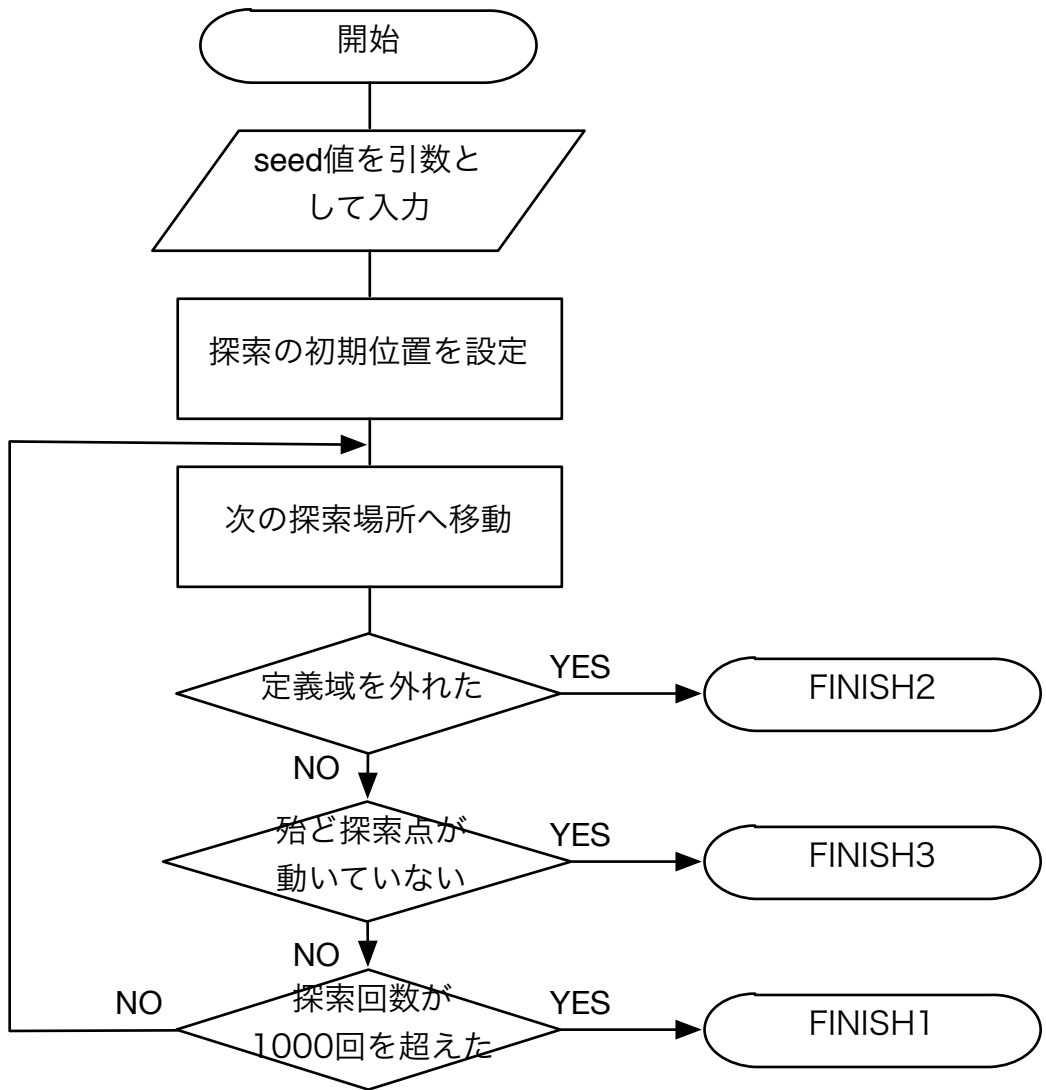 開始
seed値を引数と
して入力
探索の初期位置を設定
次の探索場所へ移動
定義域を外れた
YES
FINISH2
NO
殆ど探索点が
動いていない
YES
FINISH3
NO
探索回数が
1000回を超えた
NO
YES
FINISH1